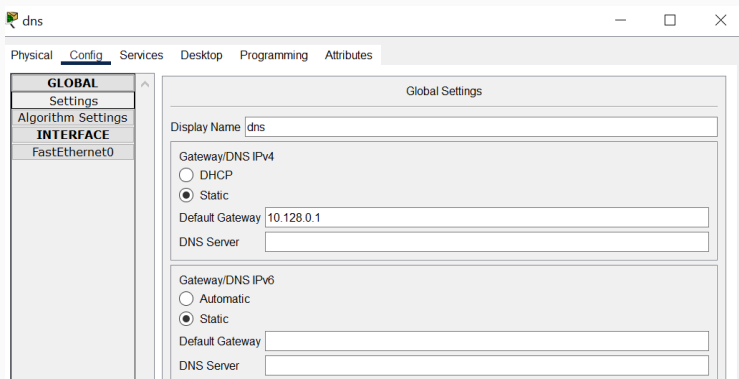 dns
Physical Config Services Desktop Programming Attributes
GLOBAL
Settings
Algorithm Settings
INTERFACE
FastEthernet0
Global Settings
Display Name dns
Gateway/DNS IPv4
DHCP
Static
Default Gateway 10.128.0.1
DNS Server
Gateway/DNS IPv6
Automatic
Static
Default Gateway
DNS Server